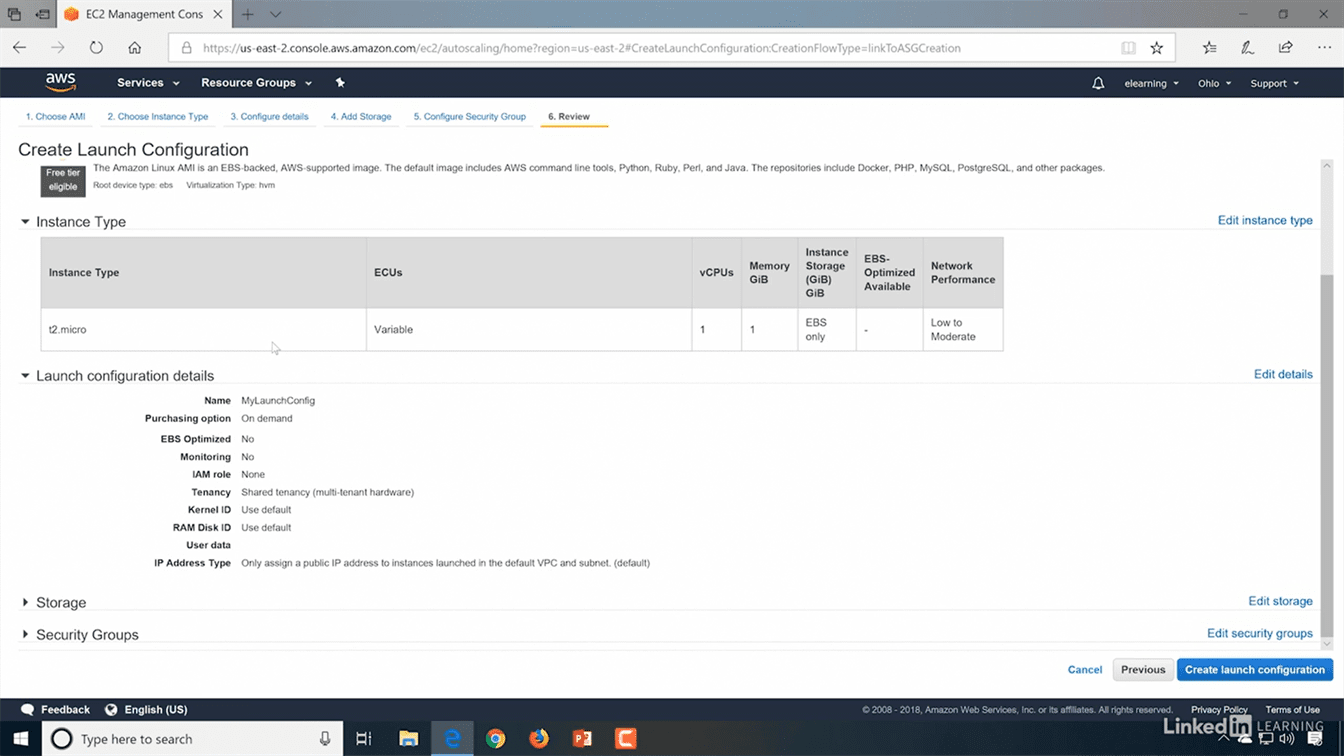 EC2 Management Cons
https://us-east-2.console.aws.amazon.com/ec2/autoscaling/home?region=us-east-2#CreateLaunchConfiguration:CreationFlowType=linkToASGCreation
aws Services Resource Groups elearning Ohio Support
1. Choose AMI 2. Choose Instance Type 3. Configure details 4. Add Storage 5. Configure Security Group 6. Review
Create Launch Configuration
Free tier eligible
The Amazon Linux AMI is an EBS-backed, AWS-supported image. The default image includes AWS command line tools, Python, Ruby, Perl, and Java. The repositories include Docker, PHP, MySQL, PostgreSQL, and other packages.
Root device type: ebs Virtualization Type: hvm
Instance Type Edit instance type
Instance Type ECUs vCPUs Memory GiB Instance Storage (GiB) GiB EBS-Optimized Available Network Performance
t2.micro Variable 1 1 EBS only - Low to Moderate
Launch configuration details Edit details
Name MyLaunchConfig
Purchasing option On demand
EBS Optimized No
Monitoring No
IAM role None
Tenancy Shared tenancy (multi-tenant hardware)
Kernel ID Use default
RAM Disk ID Use default
User data
IP Address Type Only assign a public IP address to instances launched in the default VPC and subnet. (default)
Storage Edit storage
Security Groups Edit security groups
Cancel Previous Create launch configuration
Feedback English (US) © 2008 - 2018, Amazon Web Services, Inc. or its affiliates. All rights reserved. Privacy Policy Terms of Use
LinkedIn LEARNING
Type here to search